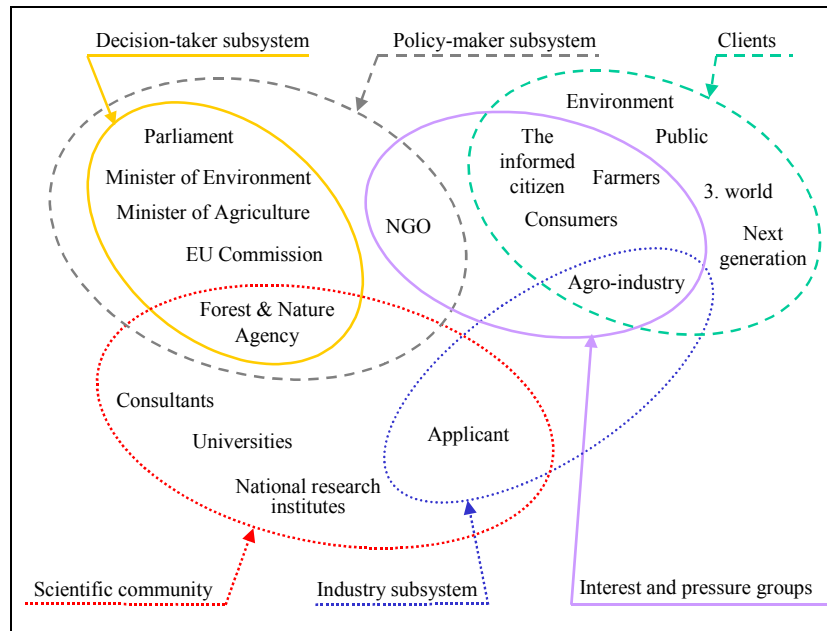 Decision-taker subsystem
Policy-maker subsystem
Clients
Environment
Parliament
The
informed
citizen
Public
Minister of Environment
Farmers
3. world
Minister of Agriculture
NGO
Consumers
Next
generation
EU Commission
Agro-industry
Forest & Nature
Agency
Consultants
Universities
Applicant
National research
institutes
Scientific community
Industry subsystem
Interest and pressure groups